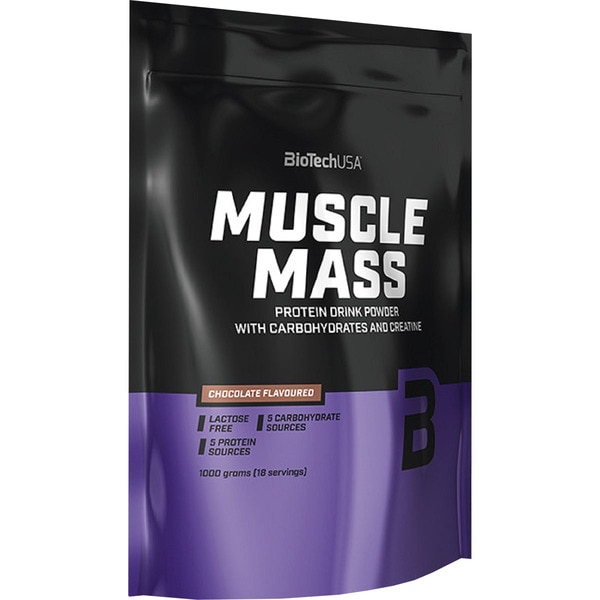 BioTechUSA
MUSCLE
MASS
PROTEIN DRINK POWDER
WITH CARBOHYDRATES AND CREATINE
CHOCOLATE FLAVOURED
LACTOSE
FREE
5 CARBOHYDRATE
SOURCES
5 PROTEIN
SOURCES
1000 grams (18 servings)
B